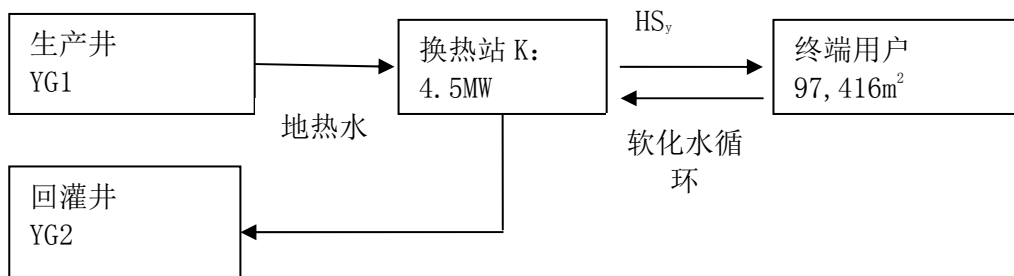 生产井
YG1
地热水
换热站 K：
4.5MW
HSy
终端用户
97,416m²
软化水循
环
回灌井
YG2